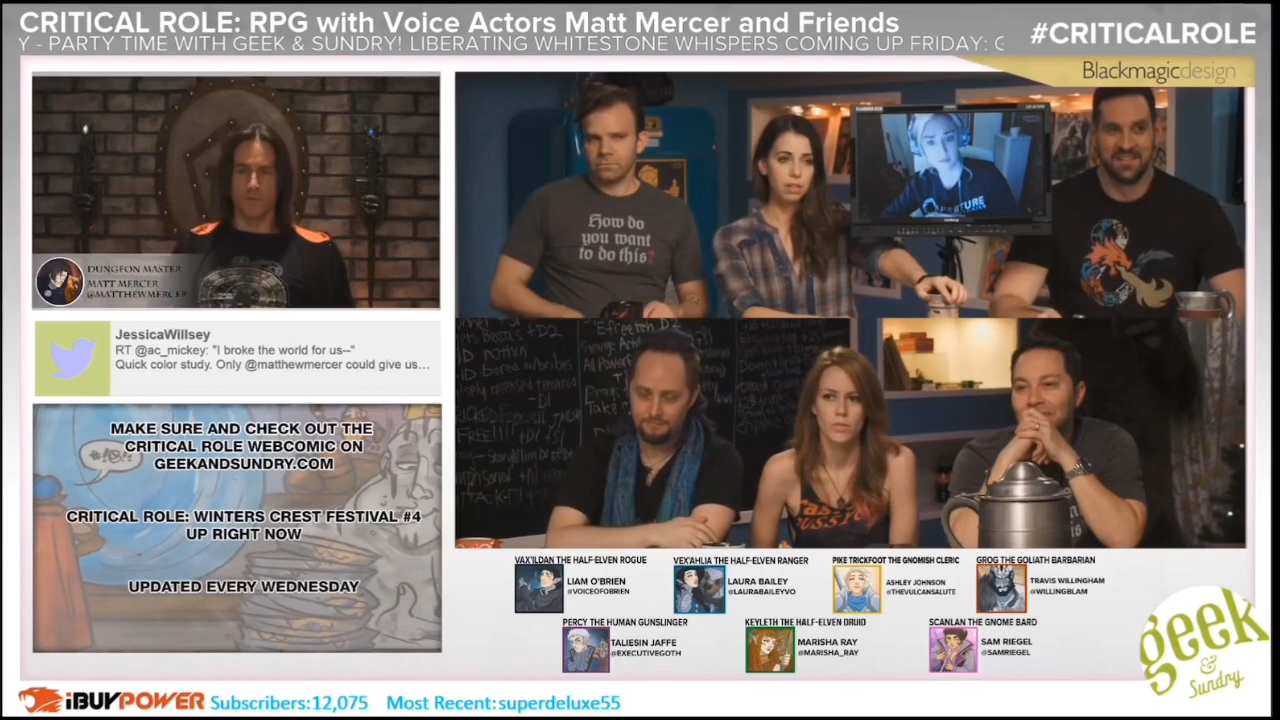 CRITICAL ROLE: RPG with Voice Actors Matt Mercer and Friends
Y - PARTY TIME WITH GEEK & SUNDRY! LIBERATING WHITESTONE WHISPERS COMING UP FRIDAY: G
#CRITICALROLE
Blackmagicdesign
How do
you want
to do this?
DUNGEON MASTER
MATT MERCER
@MATTHEWMERCER
JessicaWillsey
RT @ac_mickey: "I broke the world for us--"
Quick color study. Only @matthewmercer could give us...
MAKE SURE AND CHECK OUT THE
CRITICAL ROLE WEBCOMIC ON
GEEKANDSUNDRY.COM
CRITICAL ROLE: WINTERS CREST FESTIVAL #4
UP RIGHT NOW
UPDATED EVERY WEDNESDAY
VAX'ILDAN THE HALF-ELVEN ROGUE
LIAM O'BRIEN
@VOICEOFOBRIEN
VEX'AHLIA THE HALF-ELVEN RANGER
LAURA BAILEY
@LAURABAILEYVO
PIKE TRICKFOOT THE GNOMISH CLERIC
ASHLEY JOHNSON
@THEVULCANSALUTE
GROG THE GOLIATH BARBARIAN
TRAVIS WILLINGHAM
@WILLINGBLAM
PERCY THE HUMAN GUNSLINGER
TALIESIN JAFFE
@EXECUTIVEGOTH
KEYLETH THE HALF-ELVEN DRUID
MARISHA RAY
@MARISHA_RAY
SCANLAN THE GNOME BARD
SAM RIEGEL
@SAMRIEGEL
geek
&
Sundry
iBUYPOWER Subscribers:12,075 Most Recent:superdeluxe55